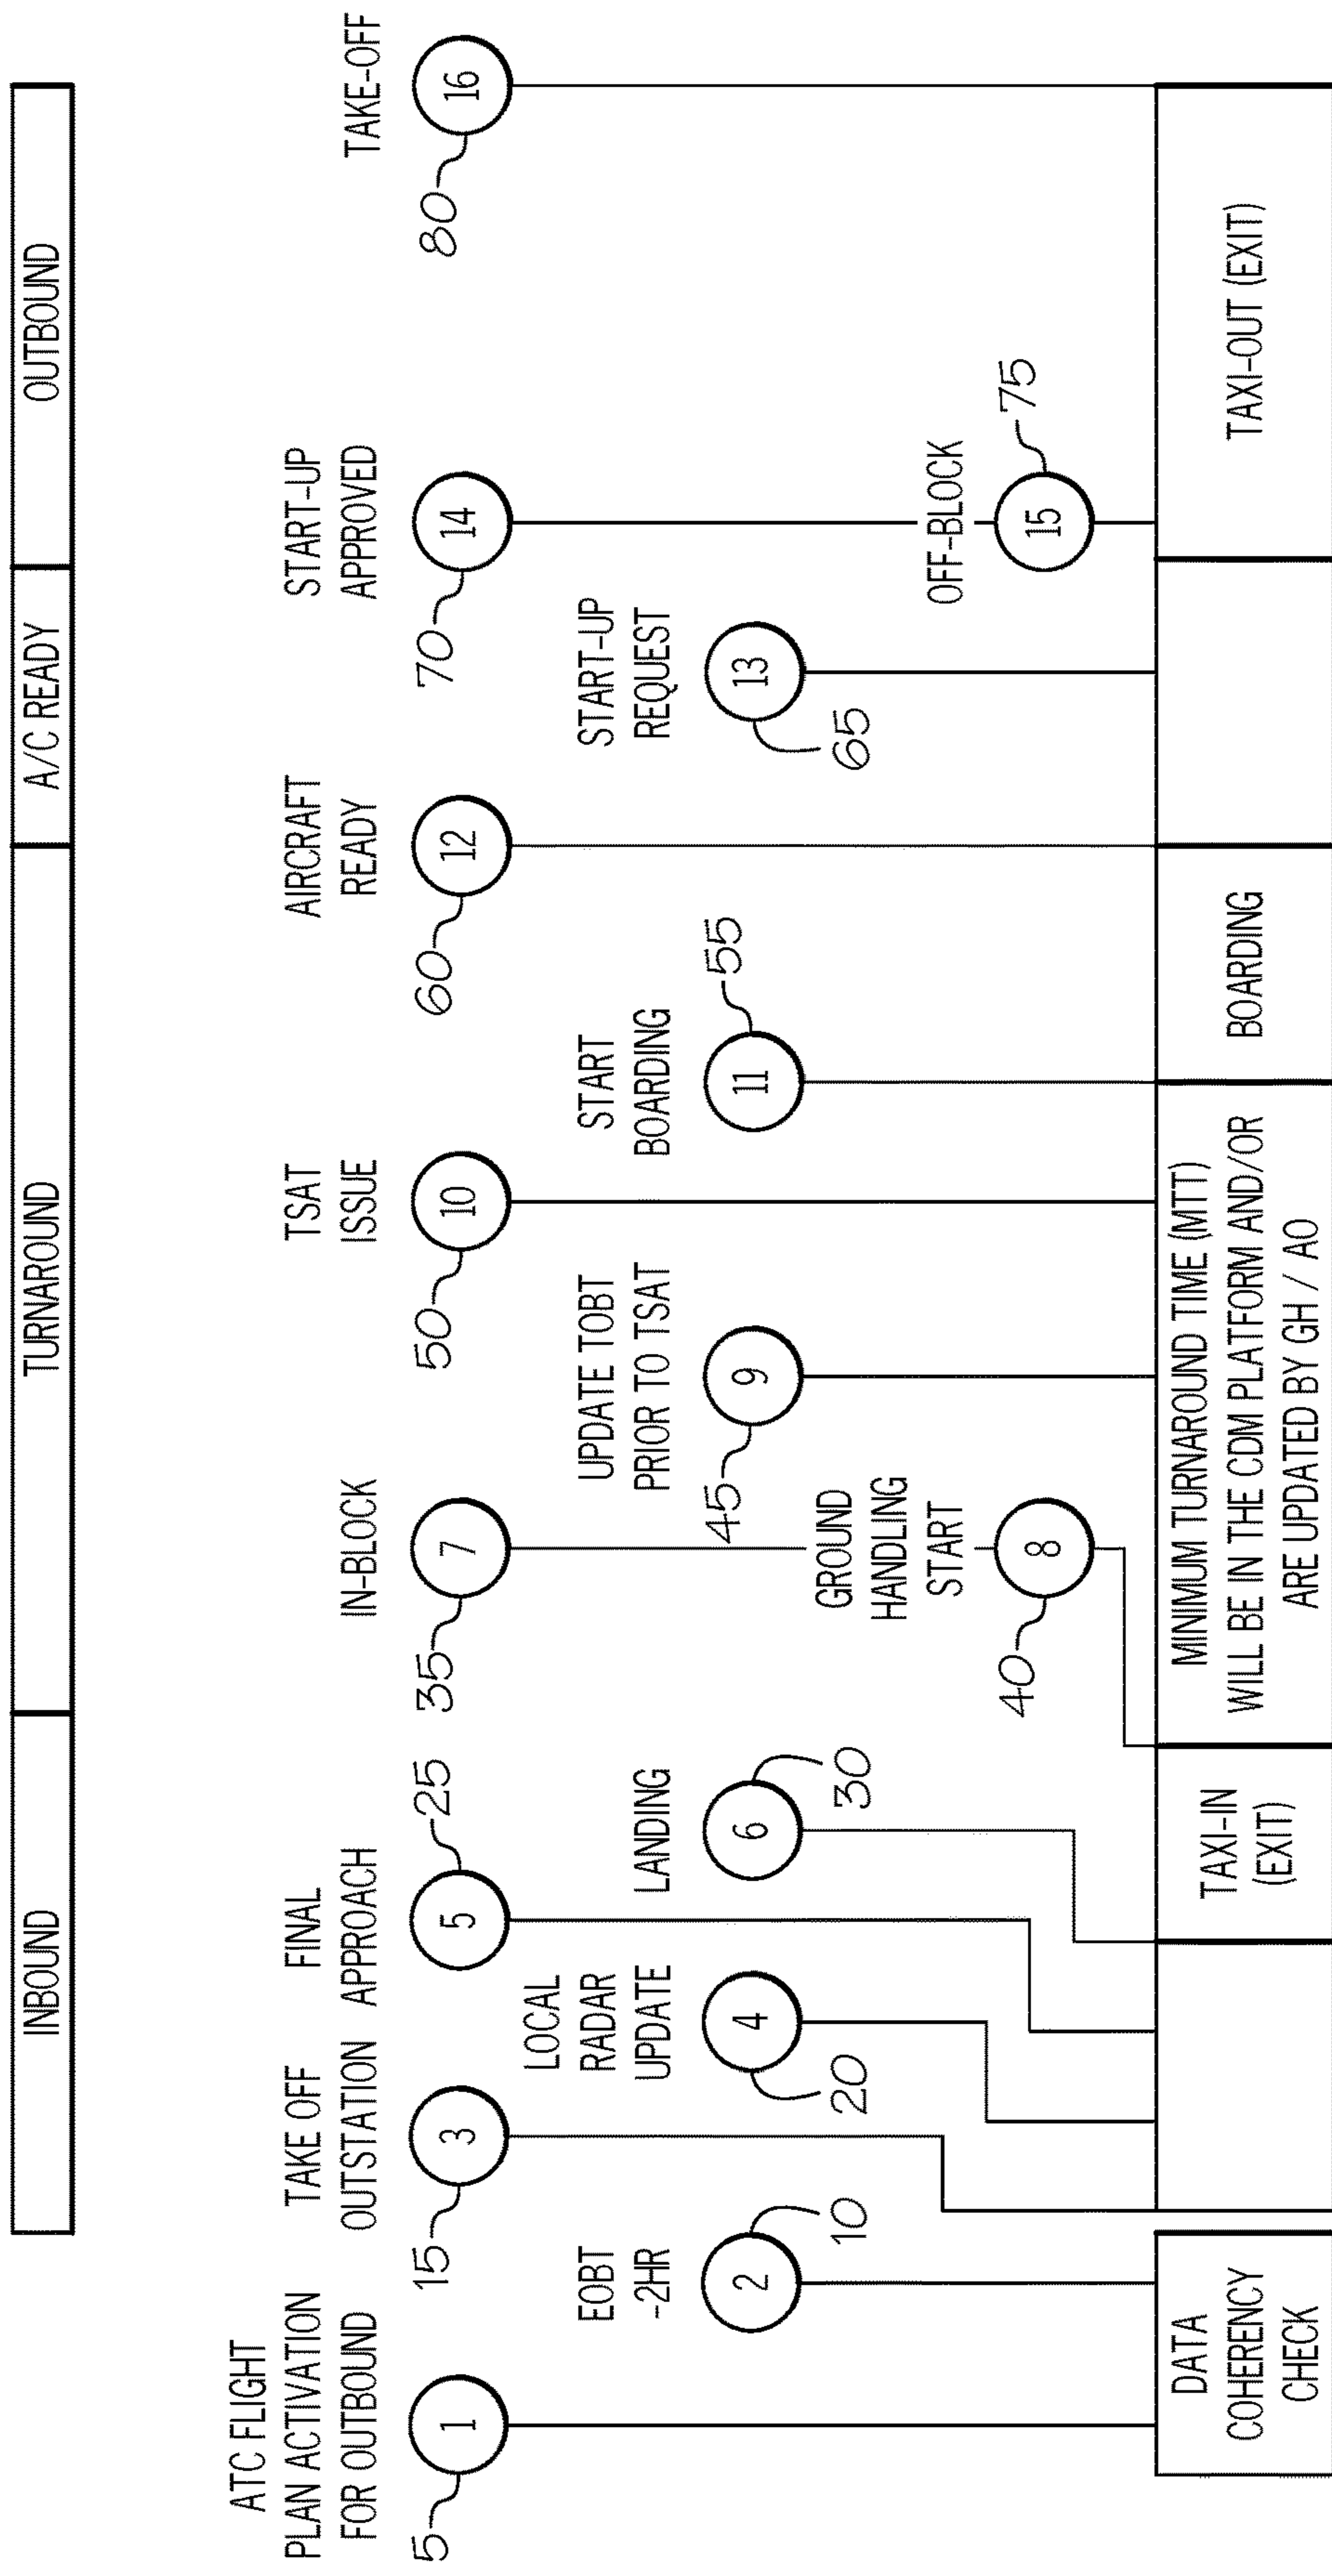 INBOUND
TURNAROUND
A/C READY
OUTBOUND
ATC FLIGHT
PLAN ACTIVATION
FOR OUTBOUND
1
5
EOBT
-2HR
2
10
TAKE OFF
OUTSTATION
3
15
LOCAL
RADAR
UPDATE
4
20
FINAL
APPROACH
5
25
LANDING
6
30
IN-BLOCK
7
35
GROUND
HANDLING
START
8
40
UPDATE TOBT
PRIOR TO TSAT
9
45
TSAT
ISSUE
10
50
START
BOARDING
11
55
AIRCRAFT
READY
12
60
START-UP
REQUEST
13
65
START-UP
APPROVED
14
70
OFF-BLOCK
15
75
TAKE-OFF
16
80
DATA
COHERENCY
CHECK
TAXI-IN
(EXIT)
MINIMUM TURNAROUND TIME (MTT)
WILL BE IN THE CDM PLATFORM AND/OR
ARE UPDATED BY GH / AO
BOARDING
TAXI-OUT (EXIT)